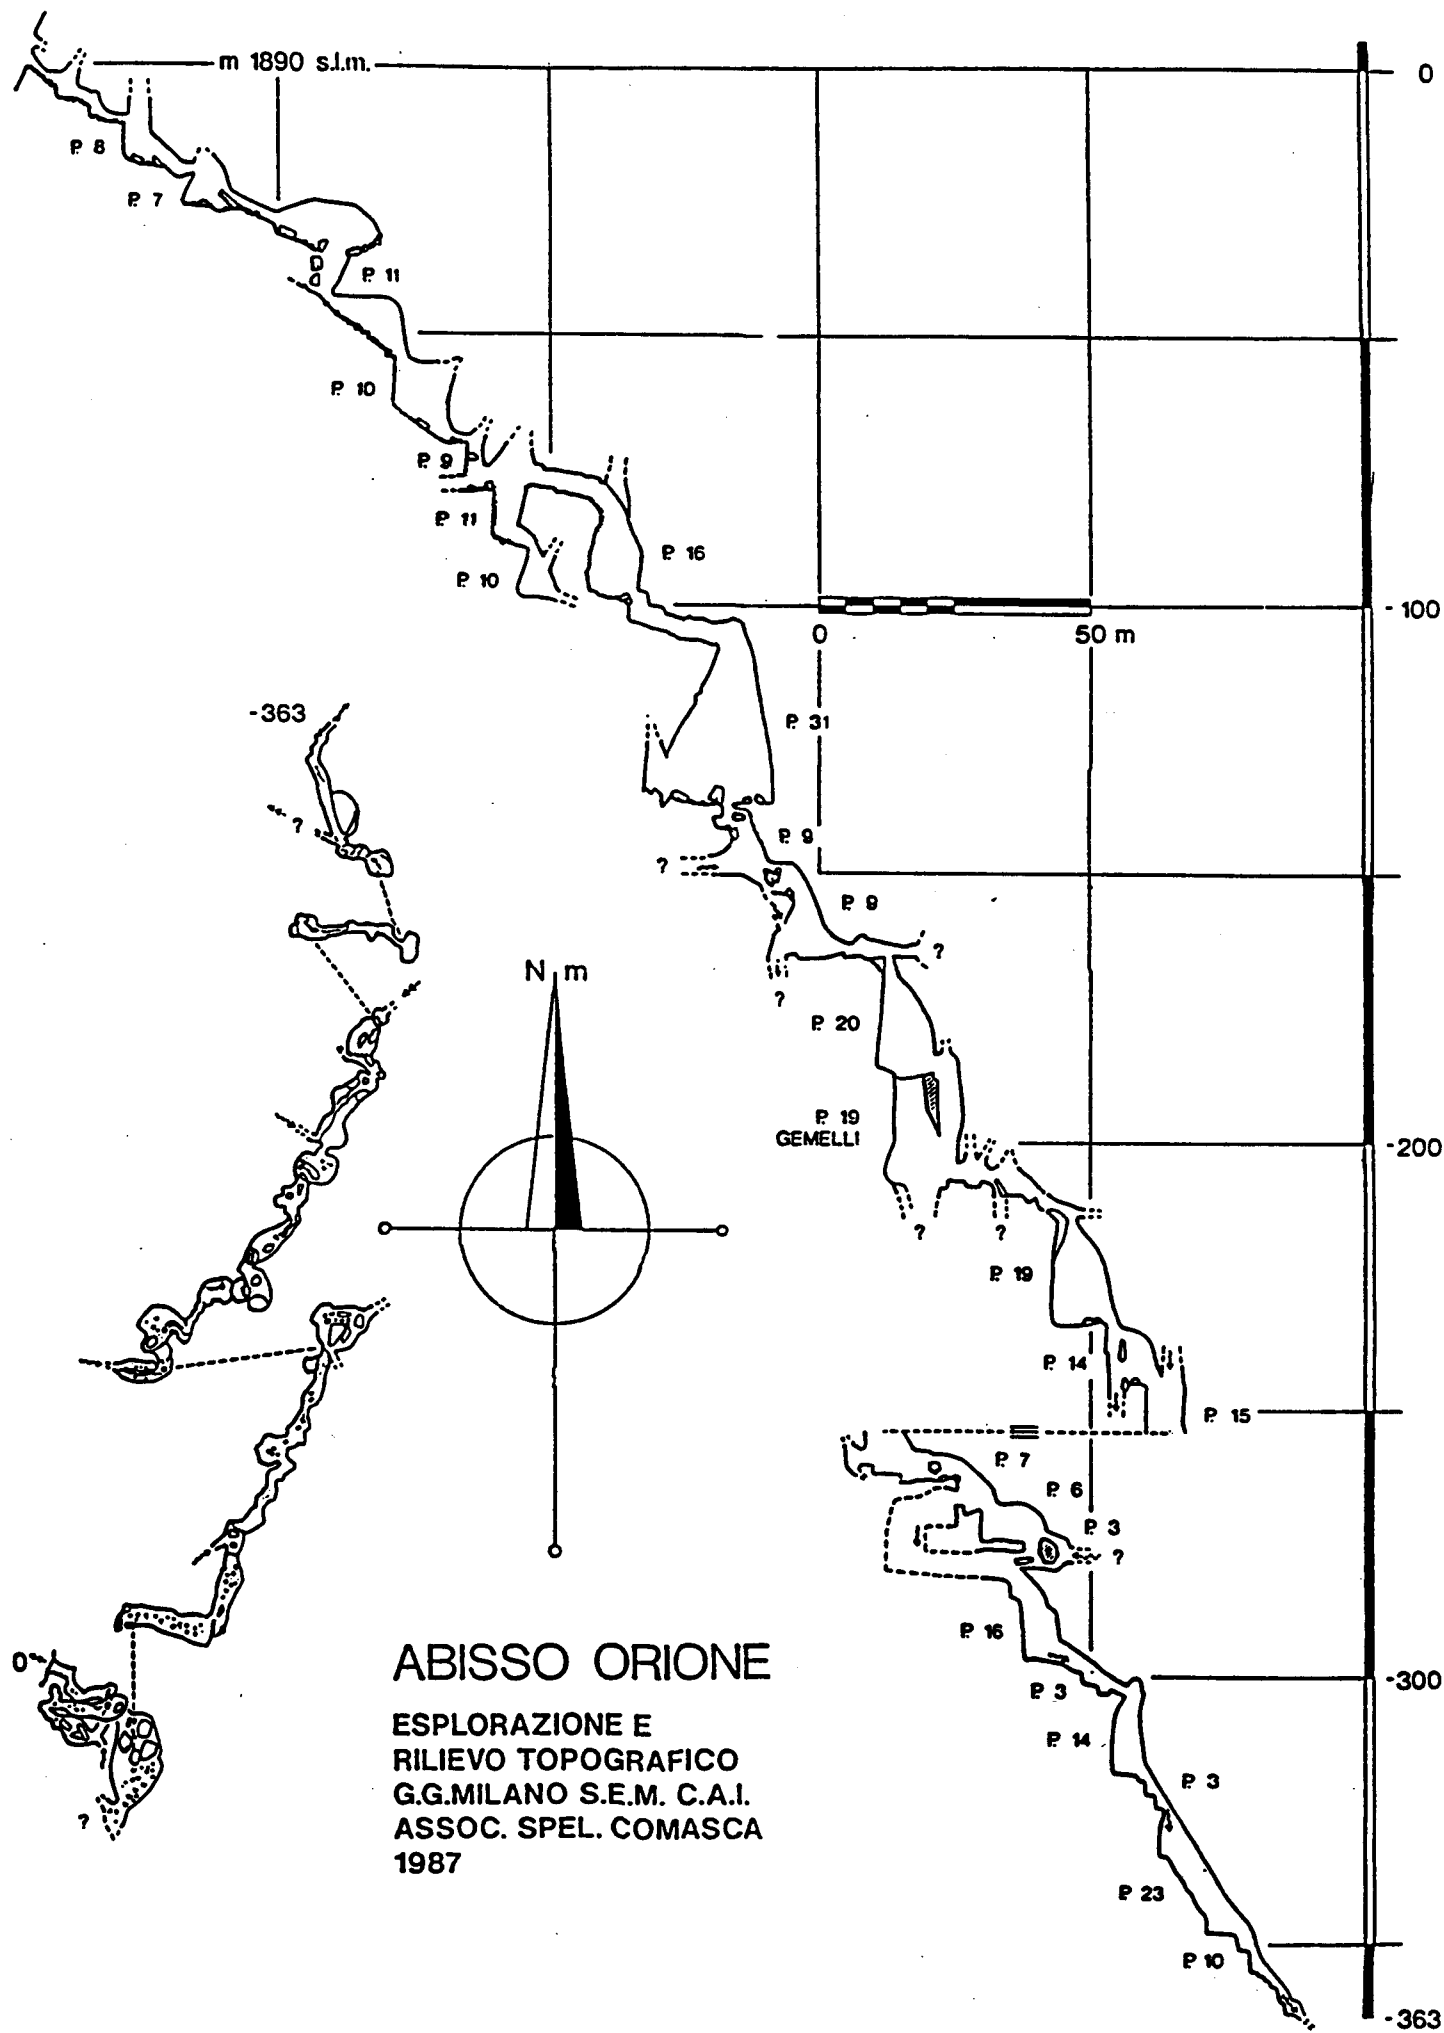 m 1890 s.l.m.
0
P. 8
P. 7
P. 11
P. 10
P. 9
P. 11
P. 16
P. 10
-100
0
50 m
-363
P. 31
?
P. 9
?
P. 9
?
N m
?
P. 20
P. 19
GEMELLI
-200
?
?
P. 19
P. 14
P. 15
P. 7
P. 6
P. 3
?
P. 16
0
-300
P. 3
P. 14
P. 3
?
P. 23
P. 10
-363
ABISSO ORIONE
ESPLORAZIONE E
RILIEVO TOPOGRAFICO
G.G.MILANO S.E.M. C.A.I.
ASSOC. SPEL. COMASCA
1987